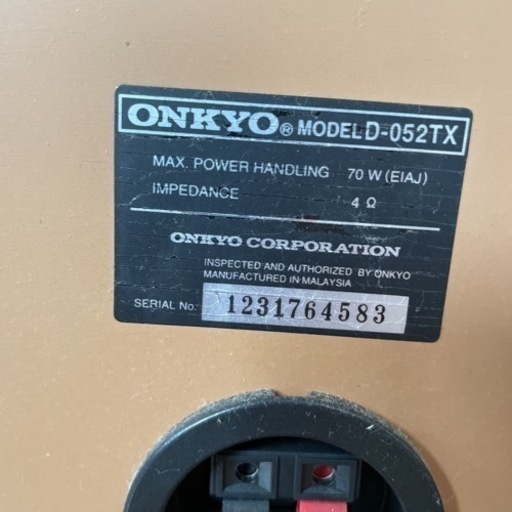 ONKYO® MODEL D-052TX
MAX. POWER HANDLING 70 W (EIAJ)
IMPEDANCE 4 Ω
ONKYO CORPORATION
INSPECTED AND AUTHORIZED BY ONKYO
MANUFACTURED IN MALAYSIA
SERIAL No. 1231764583